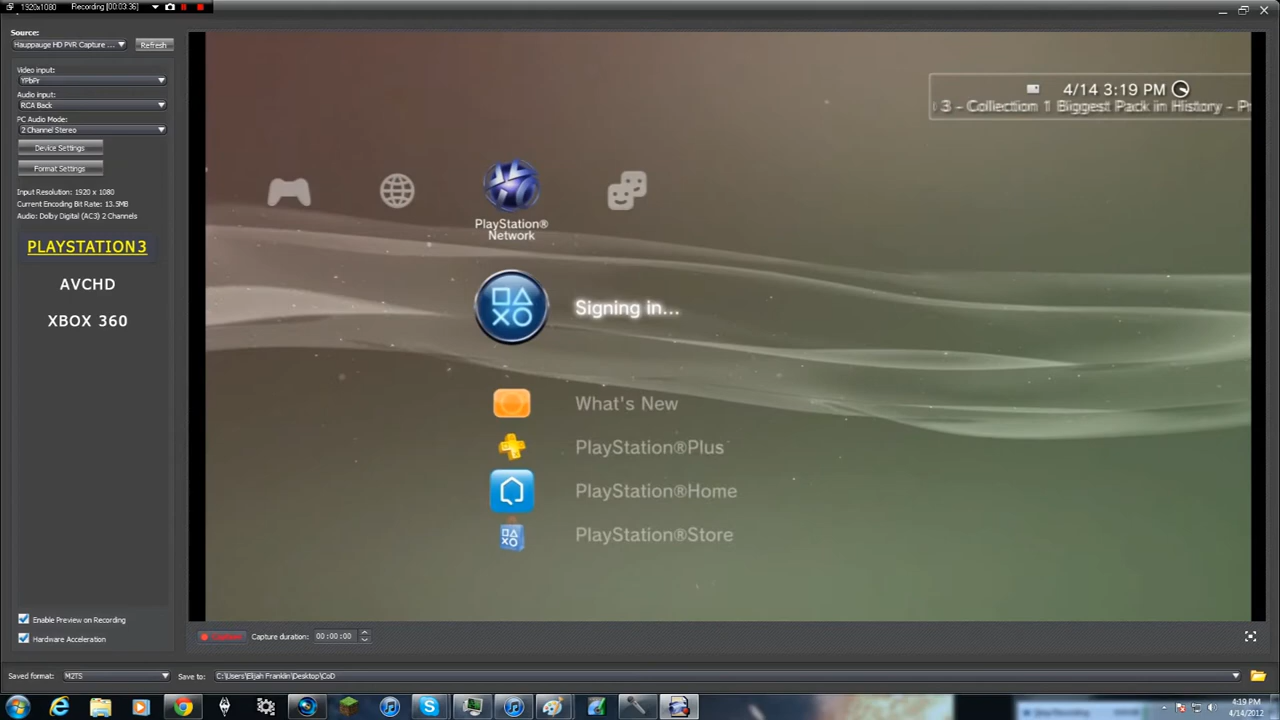 1920x1080 Recording [00:03:36]
Source:
Hauppauge HD PVR Capture ...
Refresh
Video input:
YPbPr
Audio input:
RCA Back
PC Audio Mode:
2 Channel Stereo
Device Settings
Format Settings
Input Resolution: 1920 x 1080
Current Encoding Bit Rate: 13.5MB
Audio: Dolby Digital (AC3) 2 Channels
PLAYSTATION3
AVCHD
XBOX 360
4/14 3:19 PM
3 - Collection 1 Biggest Pack in History - Pr
PlayStation®
Network
Signing in...
What's New
PlayStation®Plus
PlayStation®Home
PlayStation®Store
Enable Preview on Recording
Hardware Acceleration
Capture
Capture duration: 00:00:00
Saved format: M2TS
Save to: C:\Users\Elijah Franklin\Desktop\CoD
4:19 PM
4/14/2012